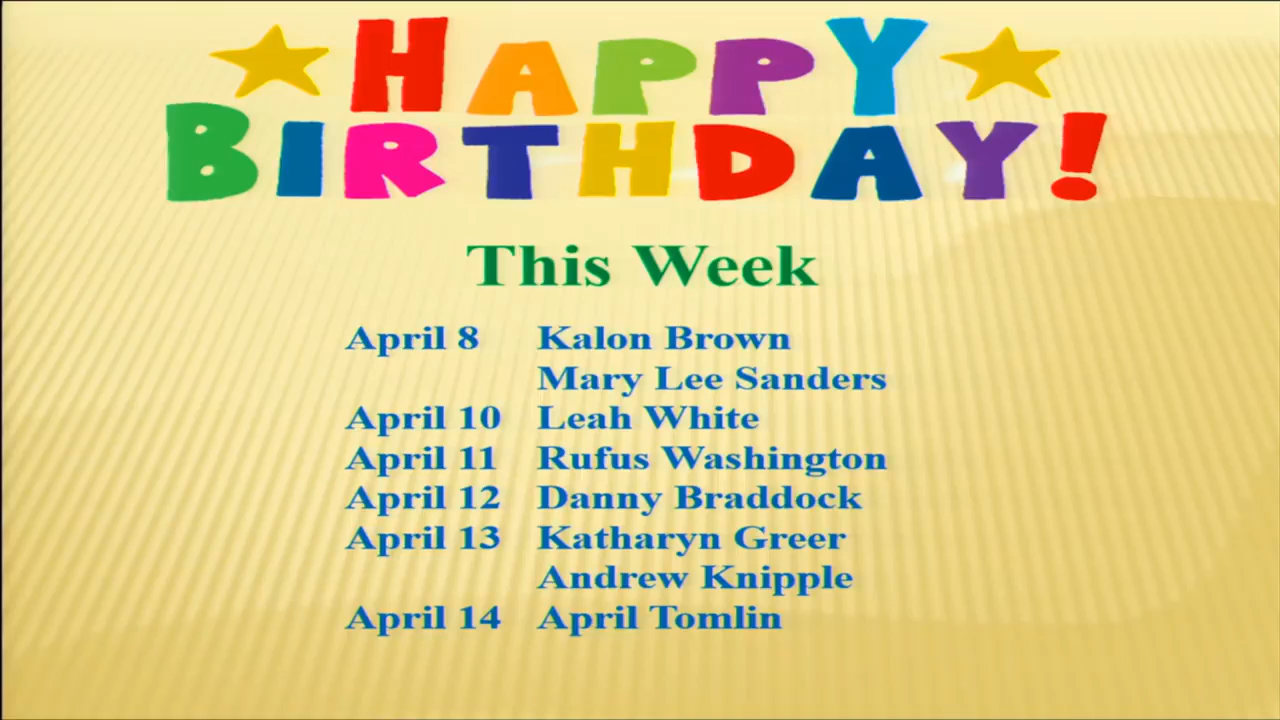 HAPPY
BIRTHDAY!
This Week
April 8 Kalon Brown
Mary Lee Sanders
April 10 Leah White
April 11 Rufus Washington
April 12 Danny Braddock
April 13 Katharyn Greer
Andrew Knipple
April 14 April Tomlin